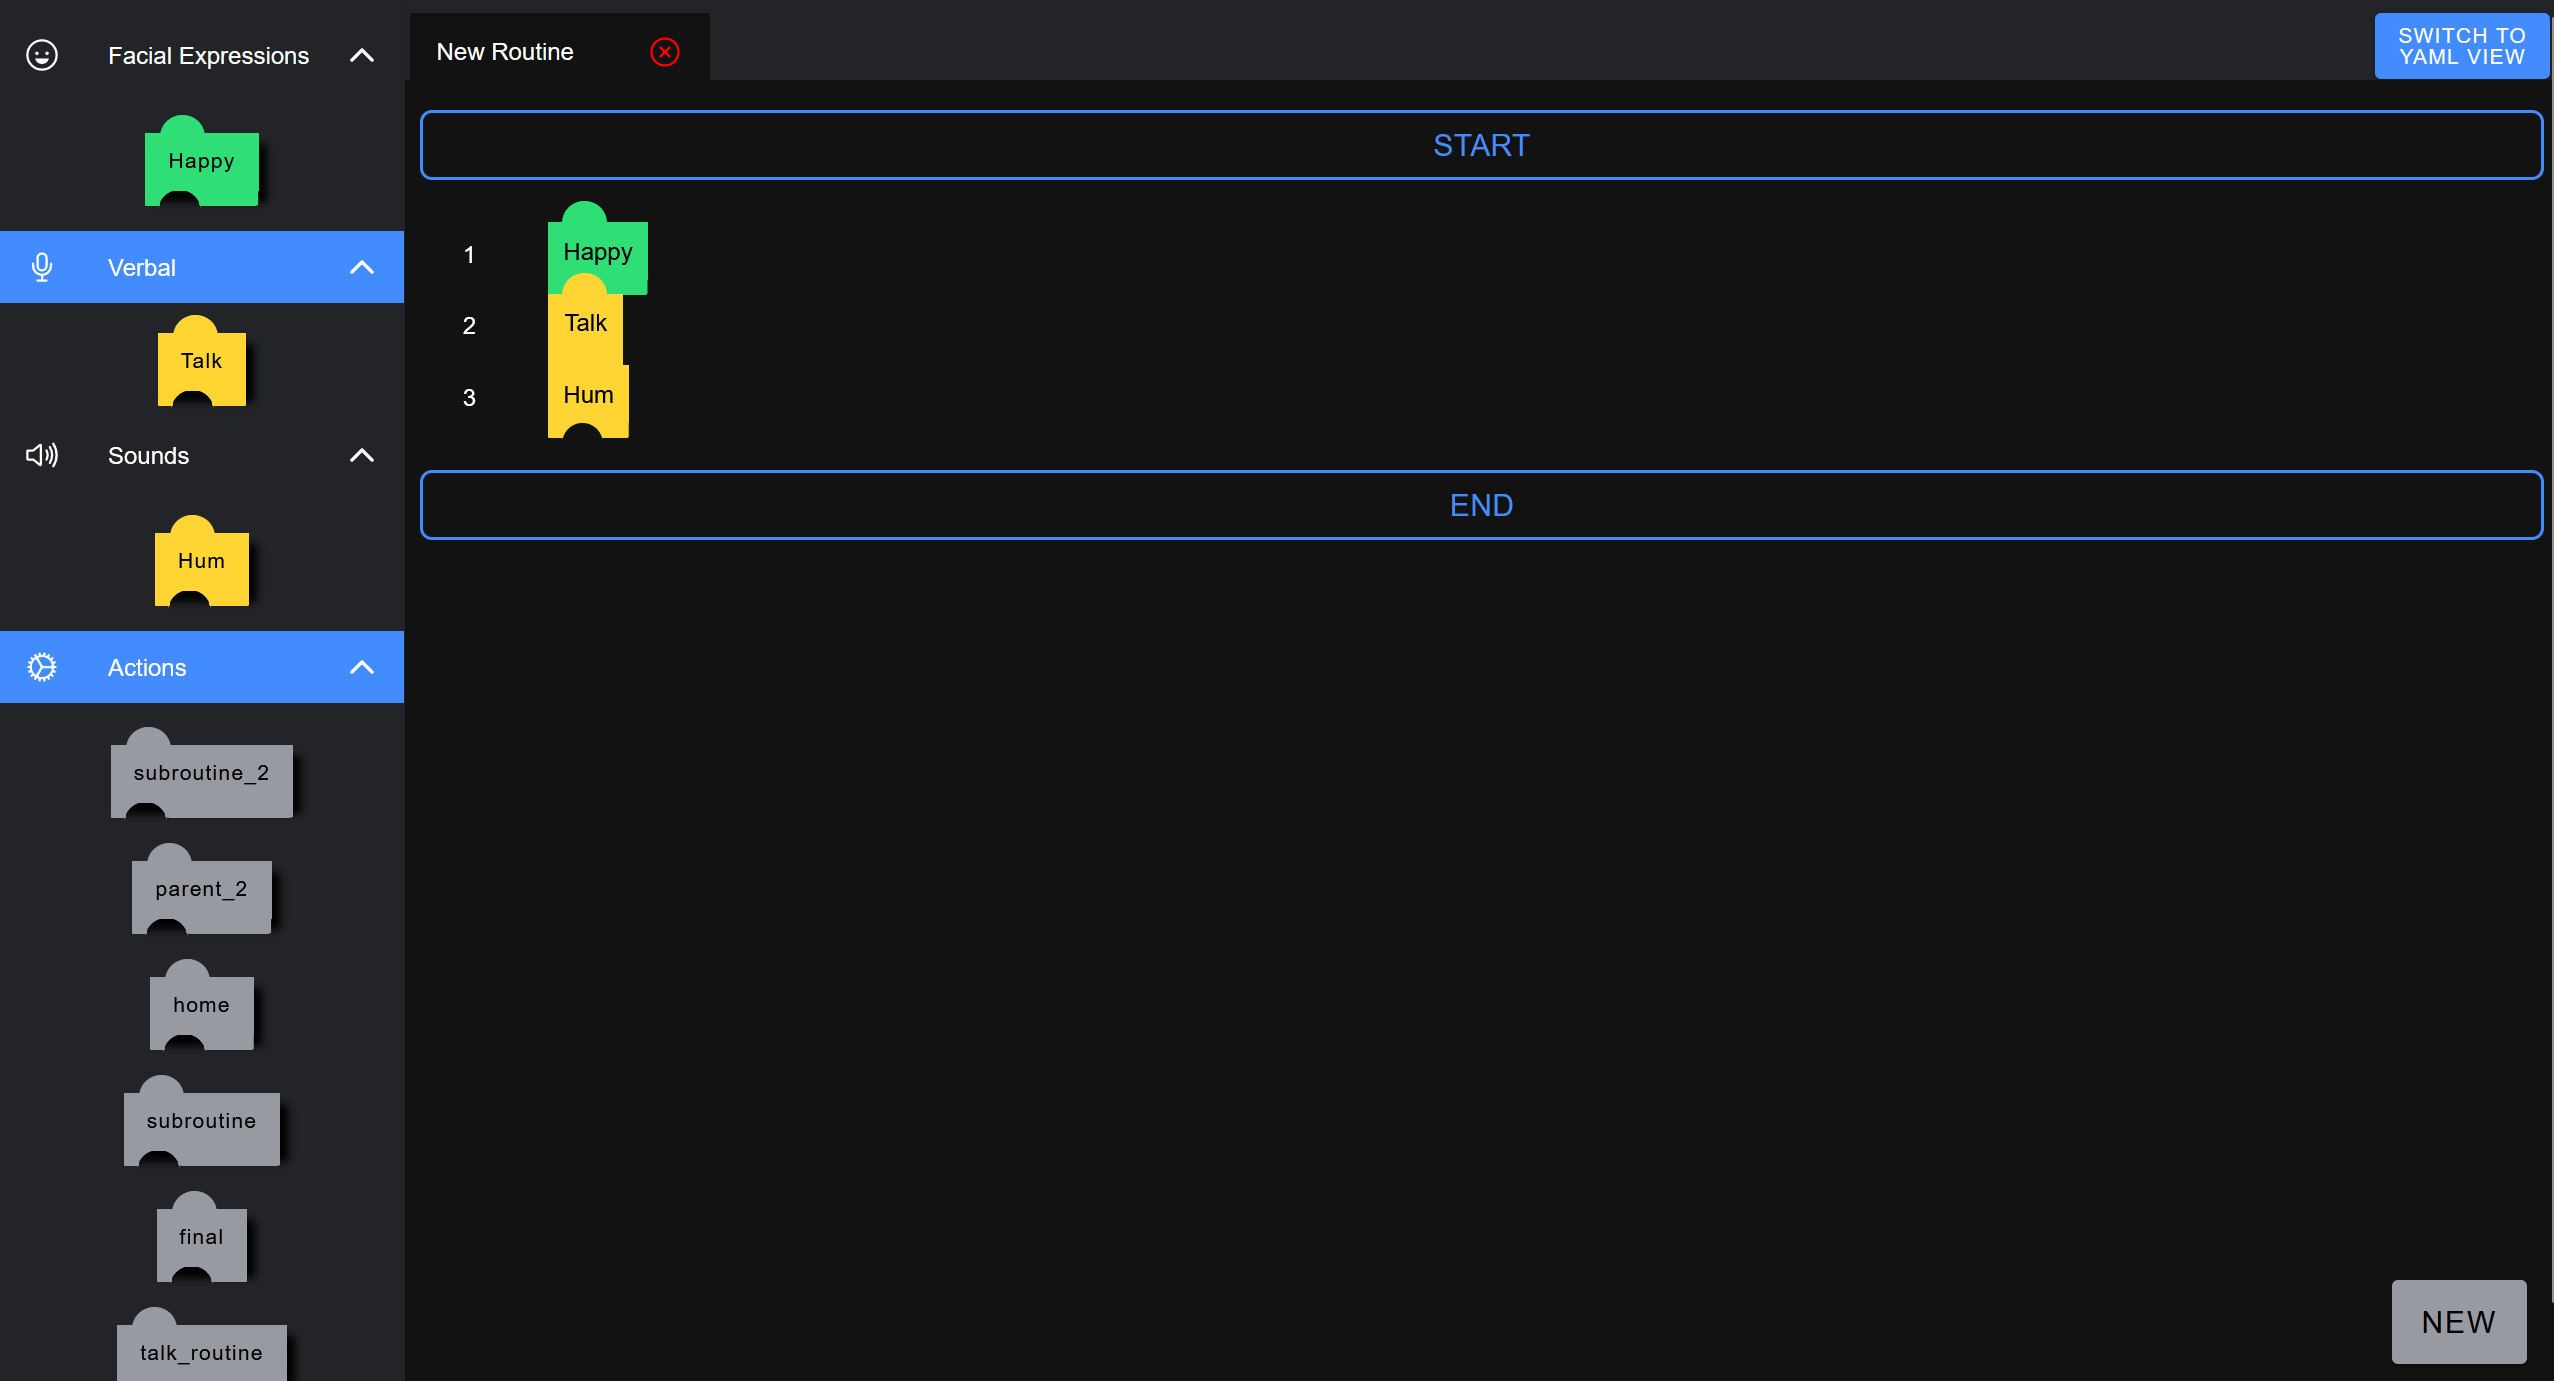 Facial Expressions
Happy
Verbal
Talk
Sounds
Hum
Actions
subroutine_2
parent_2
home
subroutine
final
talk_routine
New Routine
SWITCH TO
YAML VIEW
START
1 Happy
2 Talk
3 Hum
END
NEW